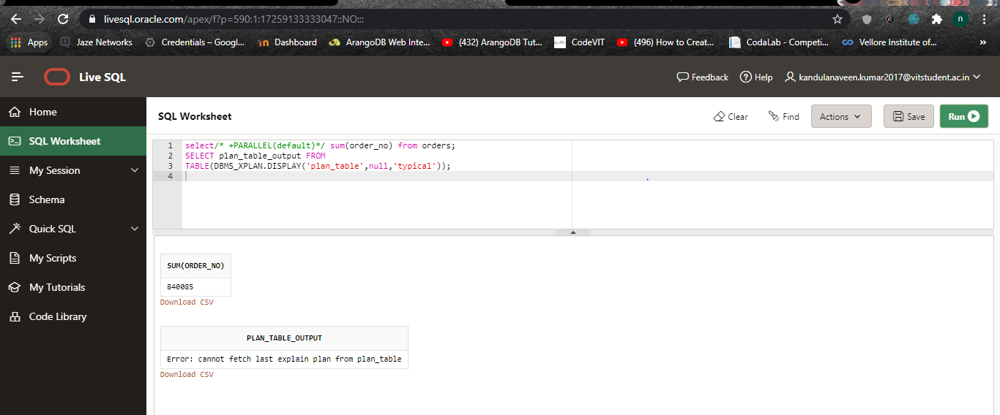 livesql.oracle.com/apex/f?p=590:1:17259133333047::NO:::
n
Apps
Jaze Networks
Credentials – Googl...
Dashboard
ArangoDB Web Inte...
(432) ArangoDB Tut...
CodeVIT
(496) How to Creat...
CodaLab - Competi...
Vellore Institute of...
»
Live SQL
Feedback
Help
kandulanaveen.kumar2017@vitstudent.ac.in
Home
SQL Worksheet
My Session
Schema
Quick SQL
My Scripts
My Tutorials
Code Library
SQL Worksheet
Clear
Find
Actions
Save
Run
1 select/* +PARALLEL(default)*/ sum(order_no) from orders;
2 SELECT plan_table_output FROM
3 TABLE(DBMS_XPLAN.DISPLAY('plan_table',null,'typical'));
4
SUM(ORDER_NO)
840085
Download CSV
PLAN_TABLE_OUTPUT
Error: cannot fetch last explain plan from plan_table
Download CSV